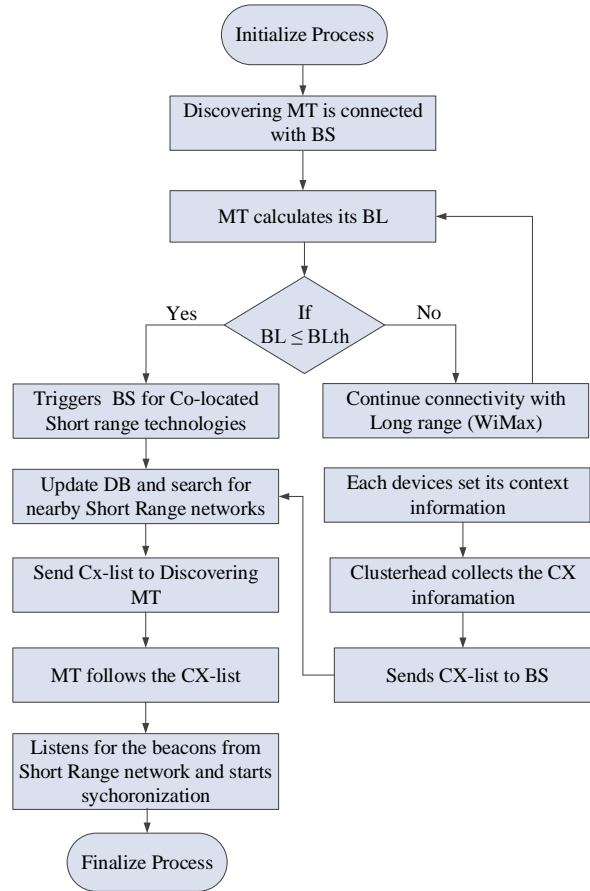 Initialize Process
Discovering MT is connected
with BS
MT calculates its BL
If
BL ≤ BLth
Yes
No
Triggers BS for Co-located
Short range technologies
Continue connectivity with
Long range (WiMax)
Update DB and search for
nearby Short Range networks
Each devices set its context
information
Send Cx-list to Discovering
MT
Clusterhead collects the CX
inforamation
MT follows the CX-list
Sends CX-list to BS
Listens for the beacons from
Short Range network and starts
sychoronization
Finalize Process